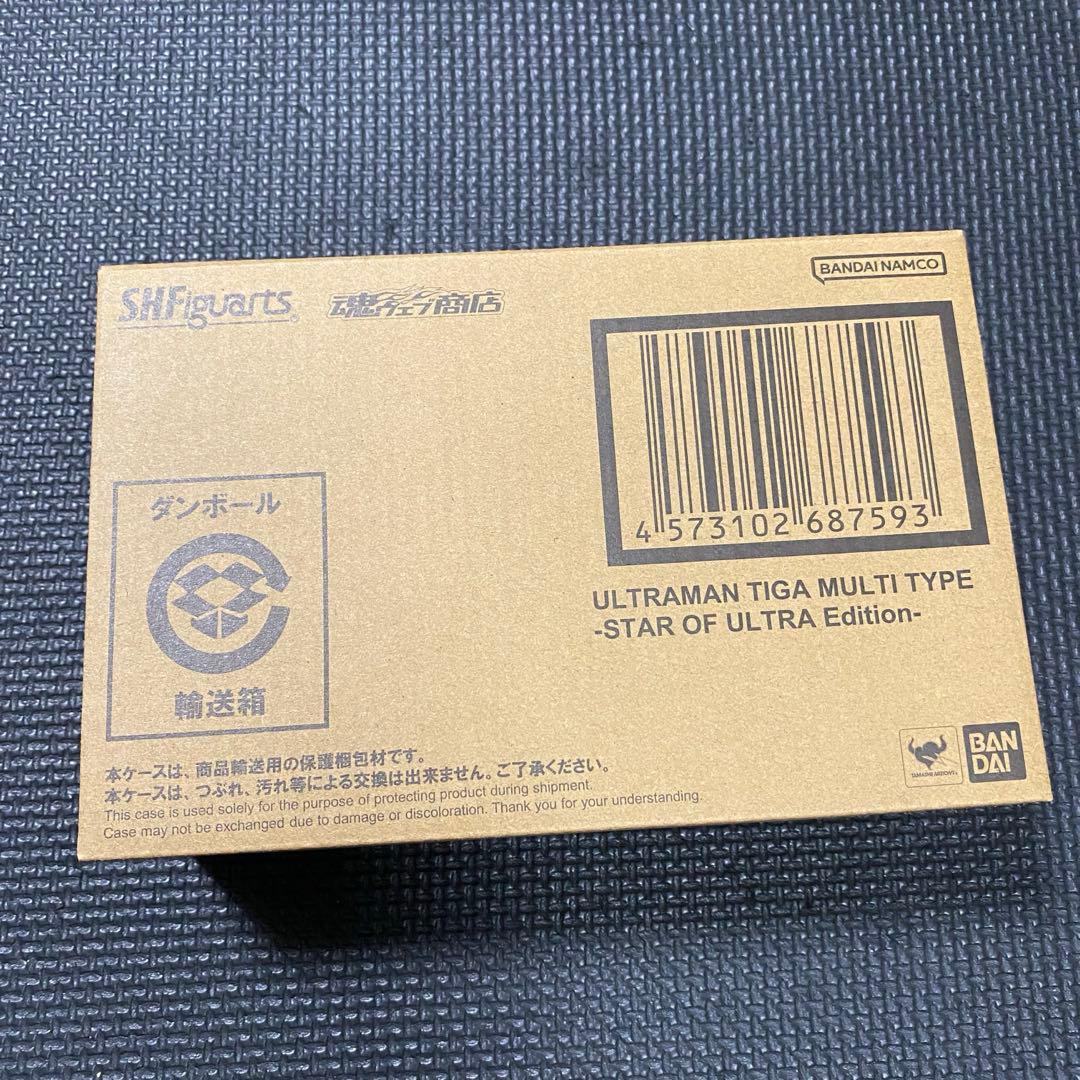 S.H.Figuarts
魂ウェブ商店
BANDAI NAMCO
4 573102 687593
ULTRAMAN TIGA MULTI TYPE
-STAR OF ULTRA Edition-
ダンボール
輸送箱
本ケースは、商品輸送用の保護梱包材です。
本ケースは、つぶれ、汚れ等による交換は出来ません。ご了承ください。
This case is used solely for the purpose of protecting product during shipment.
Case may not be exchanged due to damage or discoloration. Thank you for your understanding.
TAMASHII NATIONS
BAN
DAI